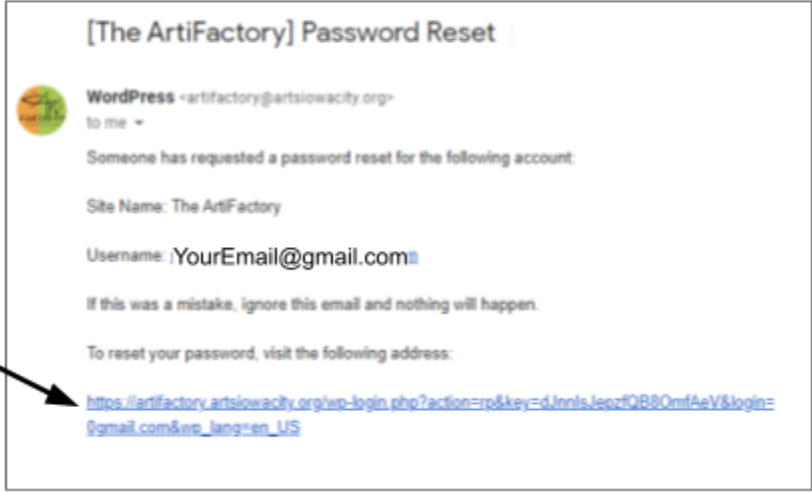 [The ArtiFactory] Password Reset
WordPress <artifactory@artsiowacity.org>
to me
Someone has requested a password reset for the following account:
Site Name: The ArtiFactory
Username: YourEmail@gmail.com
If this was a mistake, ignore this email and nothing will happen.
To reset your password, visit the following address:
https://artifactory.artsiowacity.org/wp-login.php?action=rp&key=dJnnlsJepzfQB8OmfAeV&login=
0gmail.com&wp_lang=en_US